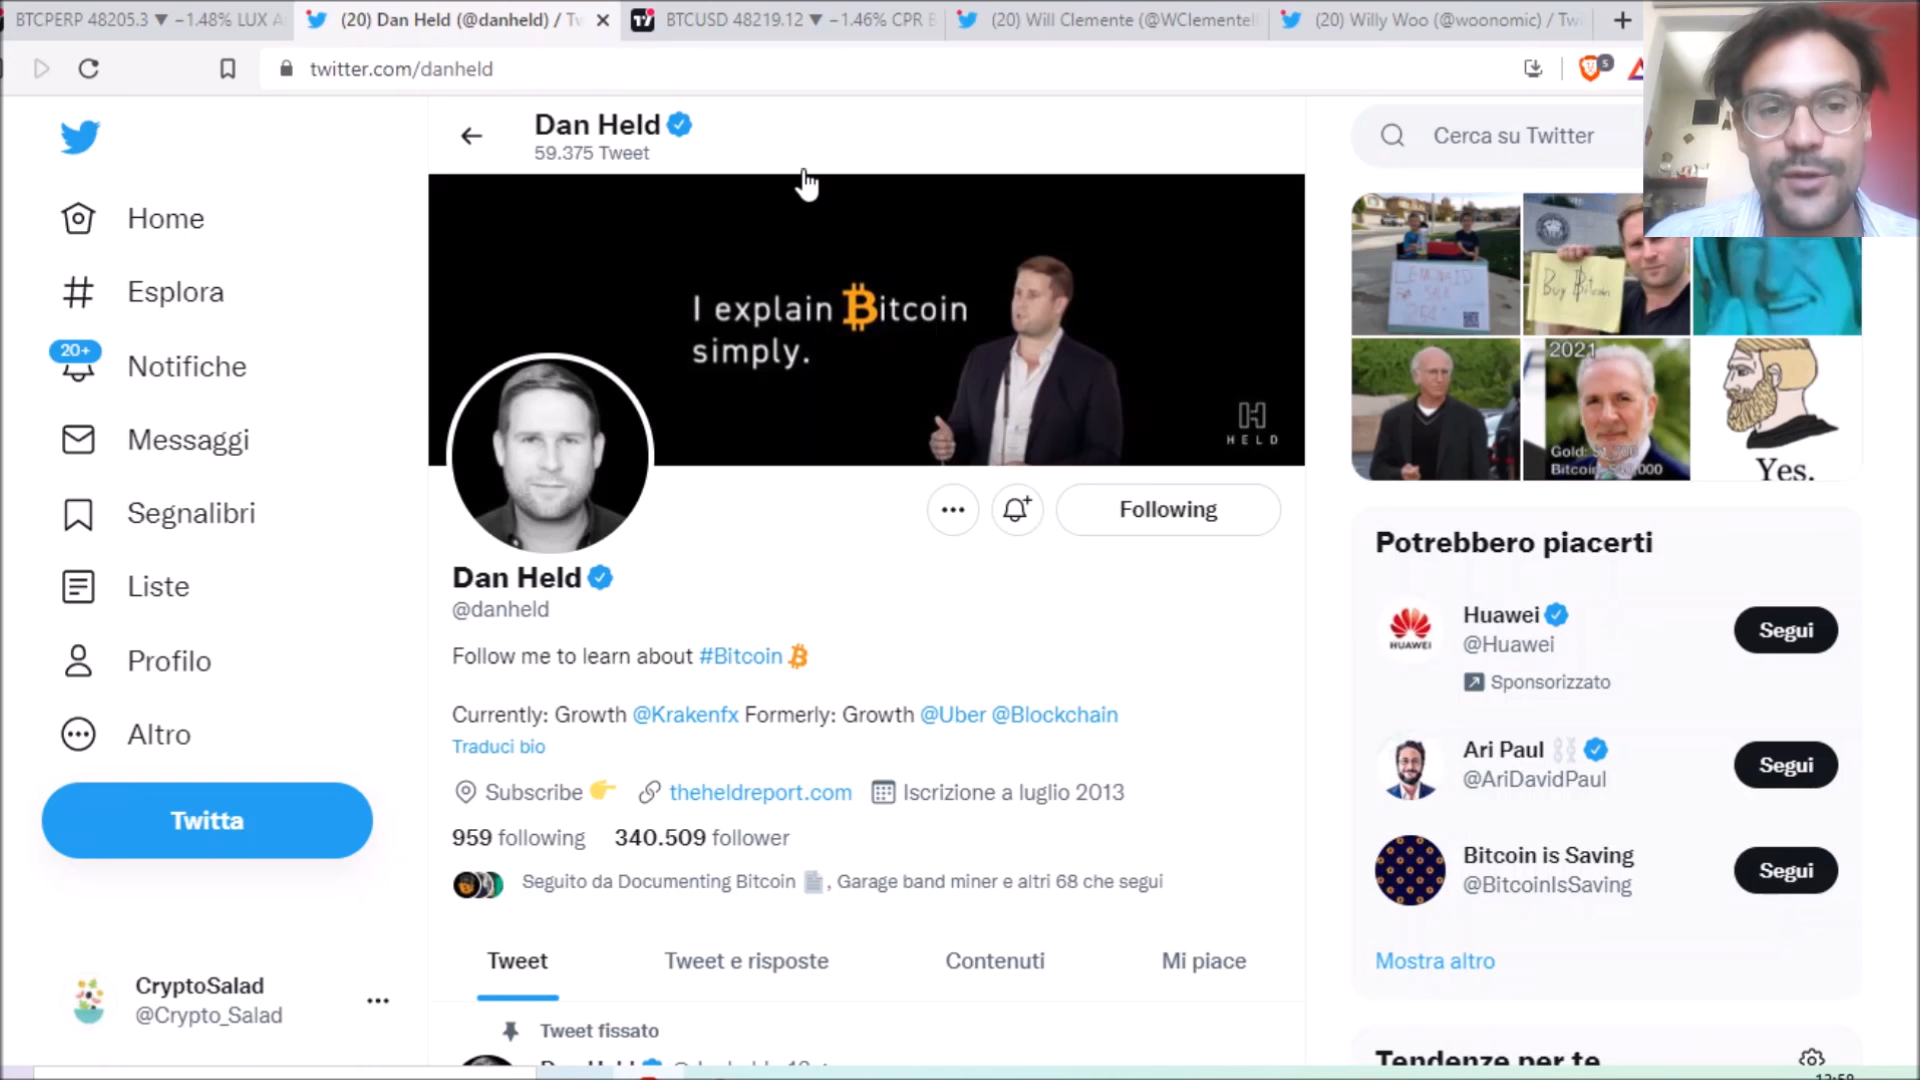 BTCPERP 48205.3 ▼ −1.48% LUX
(20) Dan Held (@danheld) / Tw
BTCUSD 48219.12 ▼ −1.46% CPR
(20) Will Clemente (@WClementeI
(20) Willy Woo (@woonomic) / Twi
twitter.com/danheld
5
Dan Held
59.375 Tweet
Cerca su Twitter
Home
Esplora
20+
Notifiche
Messaggi
Segnalibri
Liste
Profilo
Altro
Twitta
CryptoSalad
@Crypto_Salad
I explain Bitcoin
simply.
HELD
Following
Dan Held
@danheld
Follow me to learn about #Bitcoin
Currently: Growth @Krakenfx Formerly: Growth @Uber @Blockchain
Traduci bio
Subscribe 👉 theheldreport.com Iscrizione a luglio 2013
959 following 340.509 follower
Seguito da Documenting Bitcoin 📄, Garage band miner e altri 68 che segui
Tweet
Tweet e risposte
Contenuti
Mi piace
Tweet fissato
Buy Bitcoin
2021
Gold:
Bitcoin:
Yes.
Potrebbero piacerti
HUAWEI
Huawei
@Huawei
Sponsorizzato
Segui
Ari Paul
@AriDavidPaul
Segui
Bitcoin is Saving
@BitcoinIsSaving
Segui
Mostra altro
Tendenze per te